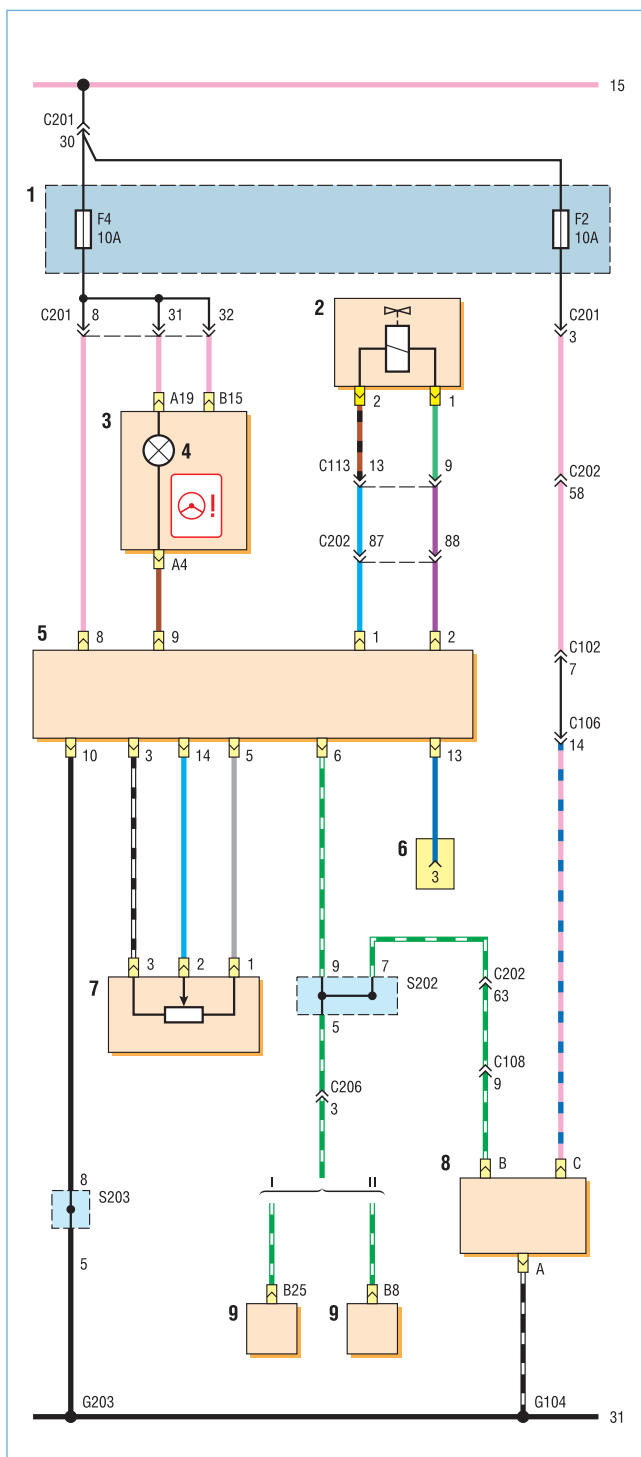 15
C201
30
1
F4
10A
F2
10A
C201 8 31 32
2
C201
3
A19 B15
2 1
3
4
!
C113 13 9
C202
58
C202 87 88
A4
5
8 9 1 2
C102
7
C106
14
10 3 14 5 6 13
6
3
3 2 1
7
9 7
S202
5
C202
63
C108
9
C206
3
8
B C
I II
8
S203
5
A
B25 B8
9 9
G203 G104
31